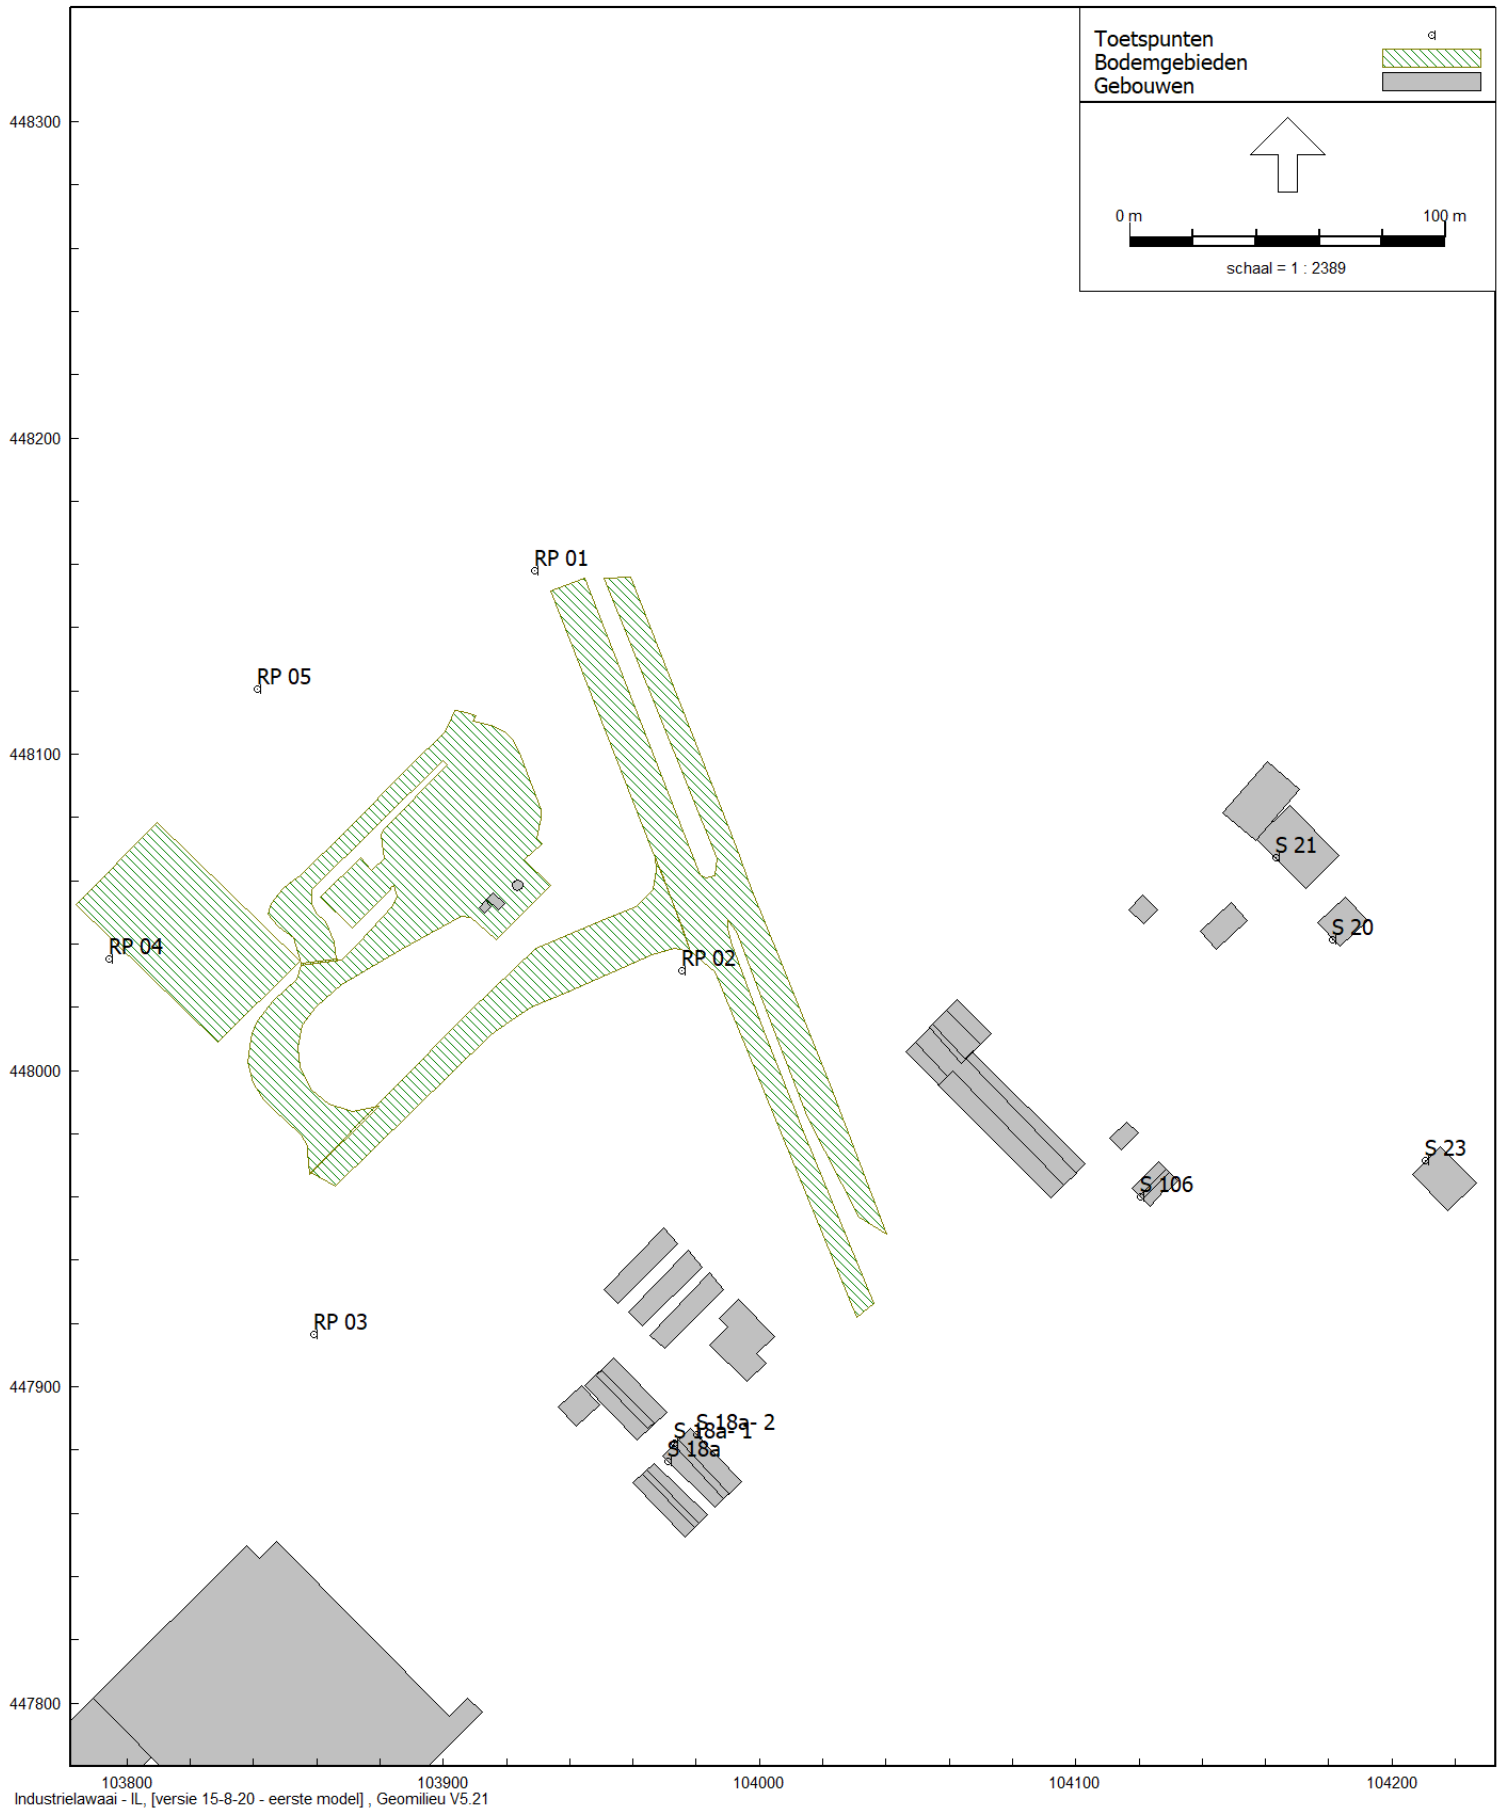 Toetspunten
Bodemgebieden
Gebouwen
0 m 100 m
schaal = 1 : 2389
448300
448200
RP 01
RP 05
448100
S 21
S 20
RP 04
RP 02
448000
S 23
S 106
RP 03
447900
S 18a- 2
S 18a- 1
S 18a
447800
103800 103900 104000 104100 104200
Industrielawaai - IL, [versie 15-8-20 - eerste model] , Geomilieu V5.21